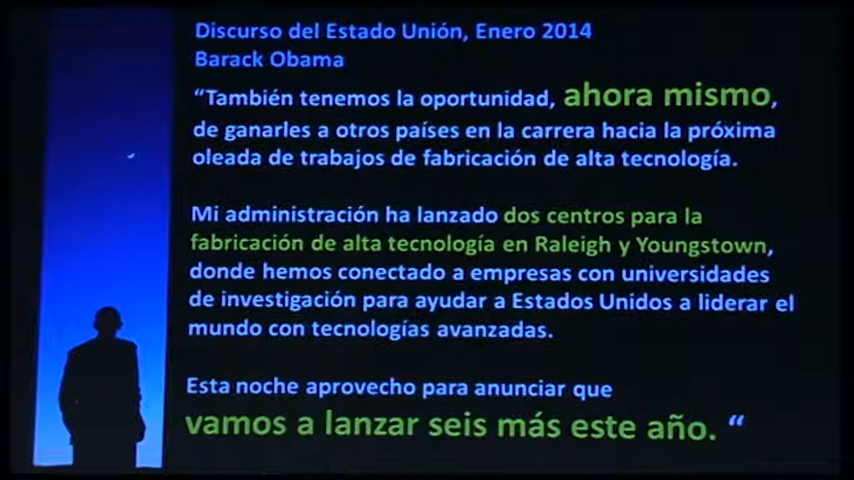 Discurso del Estado Unión, Enero 2014
Barack Obama
“También tenemos la oportunidad, ahora mismo,
de ganarles a otros países en la carrera hacia la próxima
oleada de trabajos de fabricación de alta tecnología.
Mi administración ha lanzado dos centros para la
fabricación de alta tecnología en Raleigh y Youngstown,
donde hemos conectado a empresas con universidades
de investigación para ayudar a Estados Unidos a liderar el
mundo con tecnologías avanzadas.
Esta noche aprovecho para anunciar que
vamos a lanzar seis más este año. “